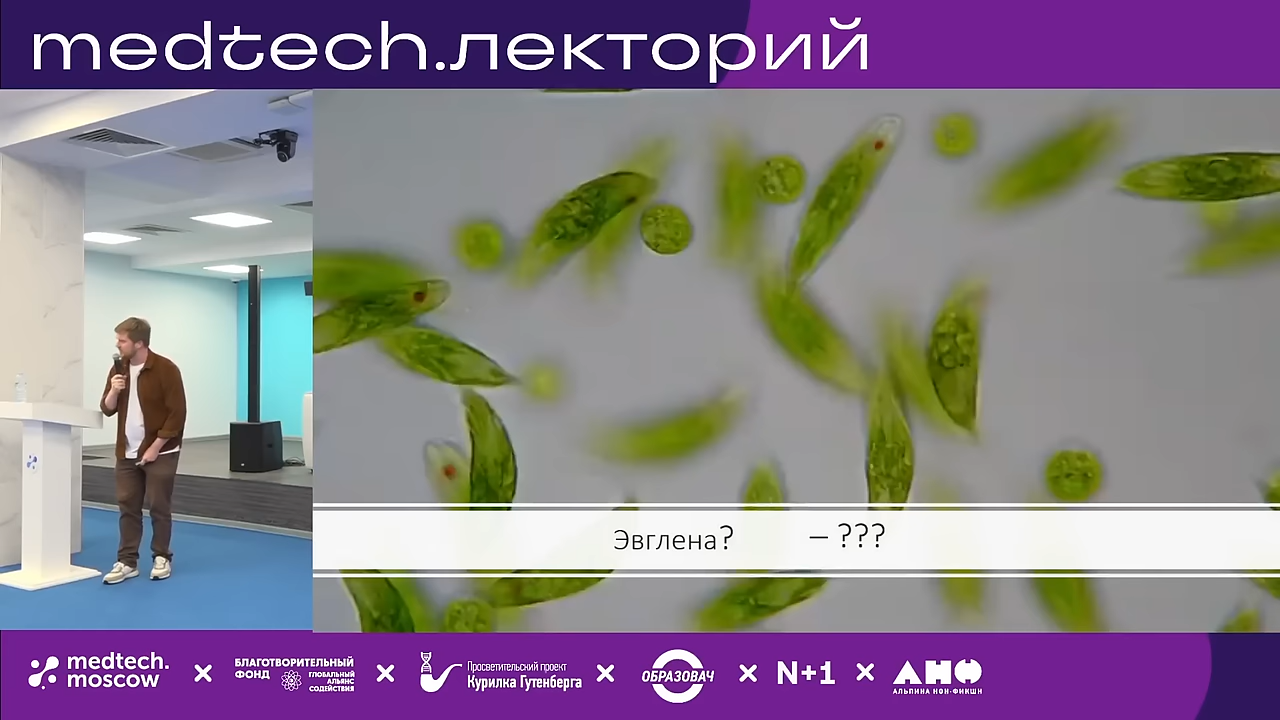 medtech.лекторий
Эвглена? – ???
medtech.
moscow
×
БЛАГОТВОРИТЕЛЬНЫЙ
ФОНД
ГЛОБАЛЬНЫЙ
АЛЬЯНС
СОДЕЙСТВИЯ
×
Просветительский проект
Курилка Гутенберга
×
ОБРАЗОВАЧ
×
N+1
×
АНФ
АЛЬПИНА НОН-ФИКШН